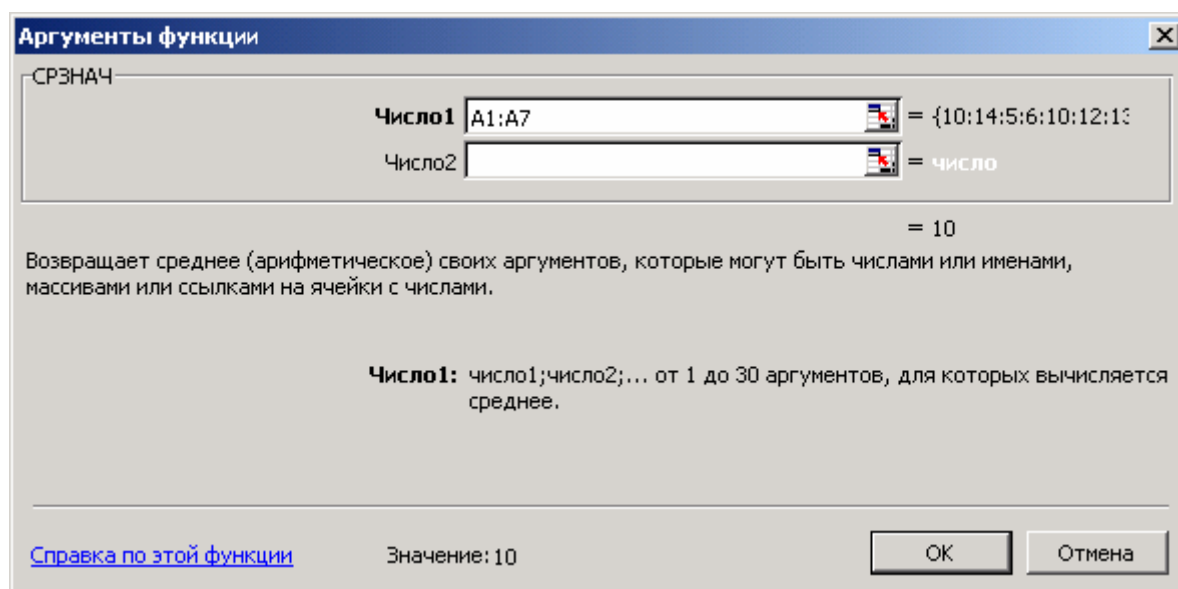 Аргументы функции
СРЗНАЧ
Число1 A1:A7 = {10:14:5:6:10:12:13
Число2 = число
= 10
Возвращает среднее (арифметическое) своих аргументов, которые могут быть числами или именами,
массивами или ссылками на ячейки с числами.
Число1: число1;число2;... от 1 до 30 аргументов, для которых вычисляется
среднее.
Справка по этой функции Значение: 10 ОК Отмена